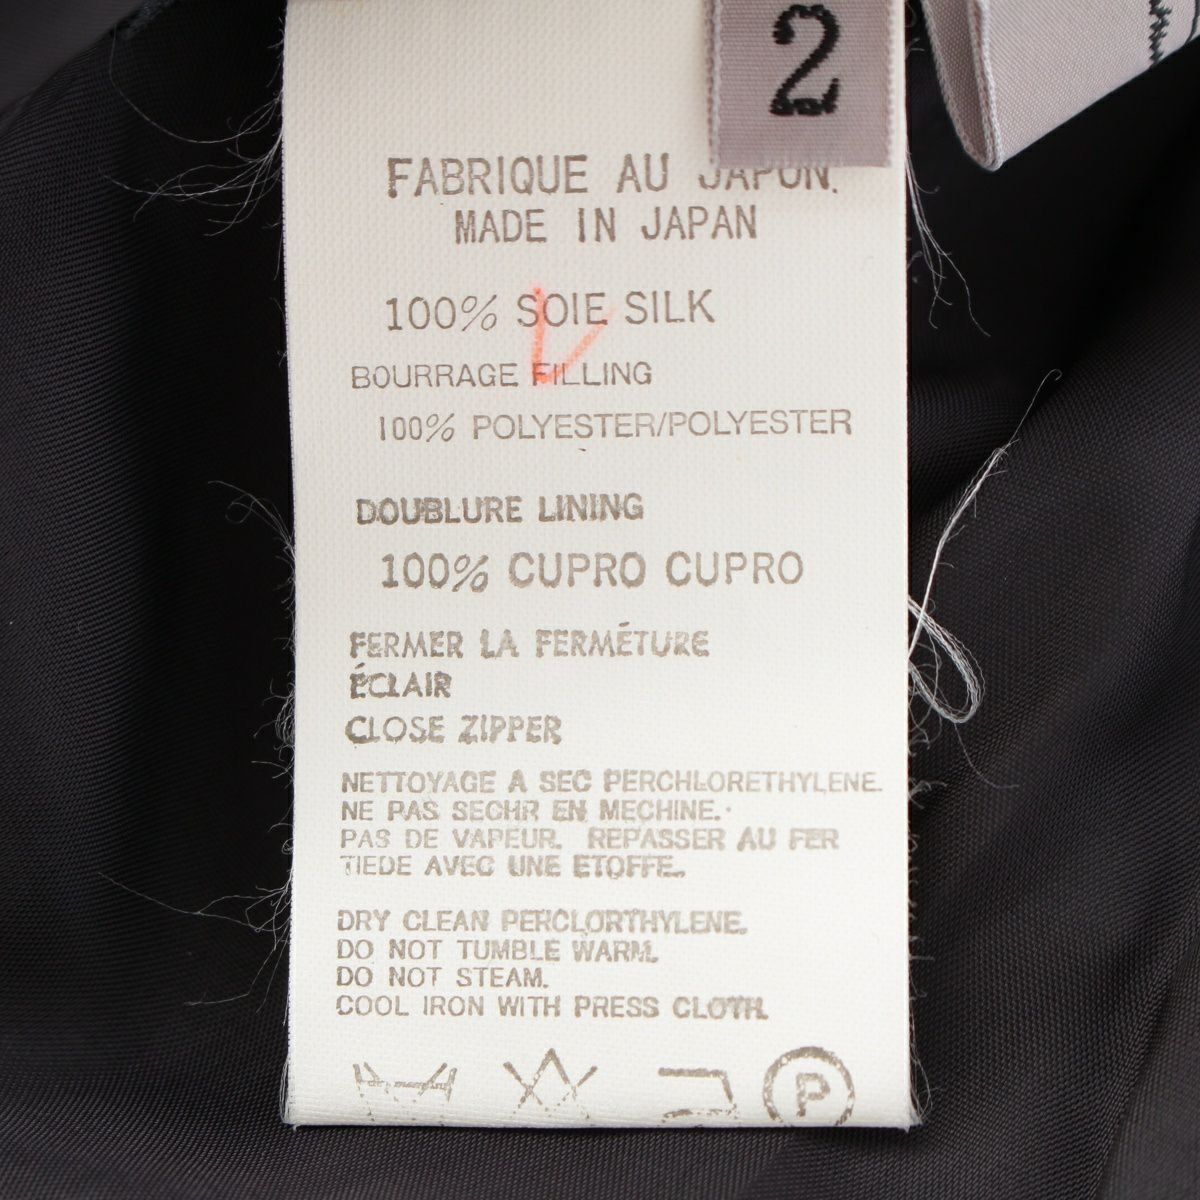 2
FABRIQUE AU JAPON.
MADE IN JAPAN
100% SOIE SILK
BOURRAGE FILLING
100% POLYESTER/POLYESTER
DOUBLURE LINING
100% CUPRO CUPRO
FERMER LA FERMÉTURE
ÉCLAIR
CLOSE ZIPPER
NETTOYAGE A SEC PERCHLORETHYLENE.
NE PAS SECHR EN MECHINE.
PAS DE VAPEUR. REPASSER AU FER
TIEDE AVEC UNE ETOFFE.
DRY CLEAN PERCLORTHYLENE.
DO NOT TUMBLE WARM.
DO NOT STEAM.
COOL IRON WITH PRESS CLOTH.
P